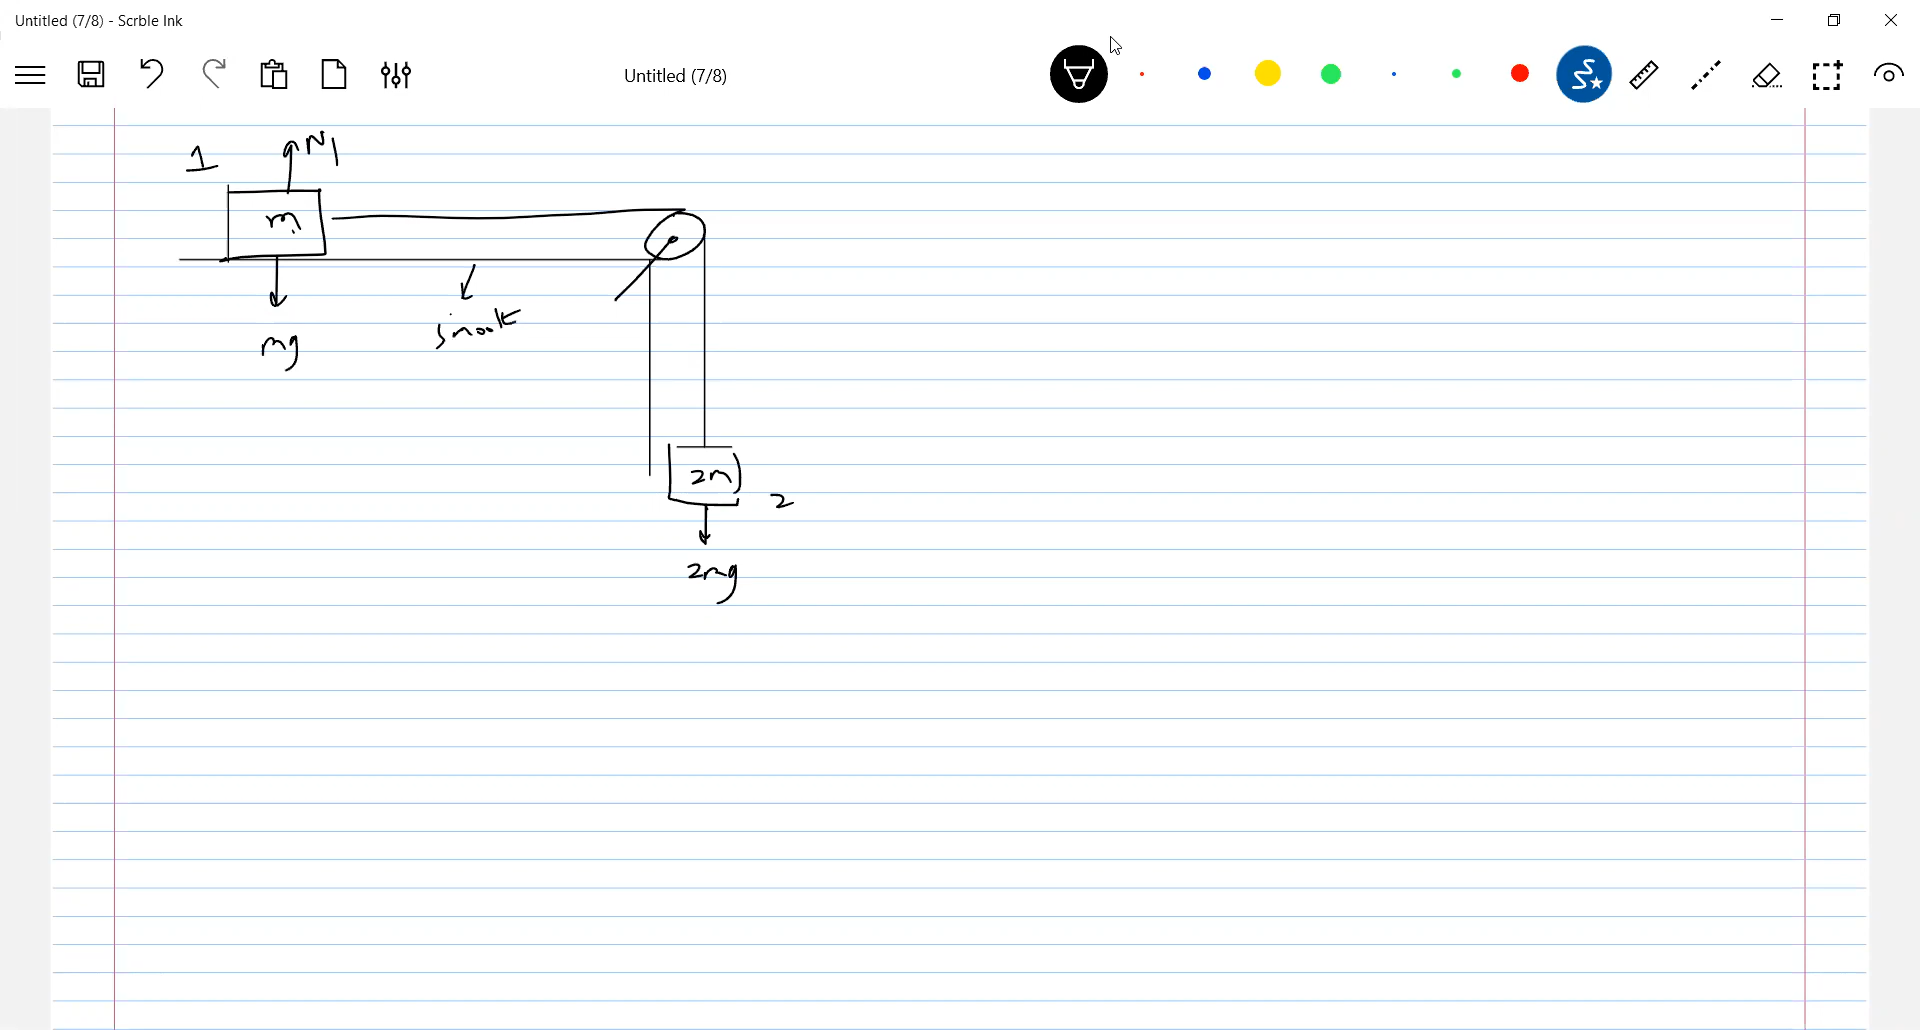 Untitled (7/8) - Scrble Ink
Untitled (7/8)
1
N1
m
mg
smooth
2m
2
2mg